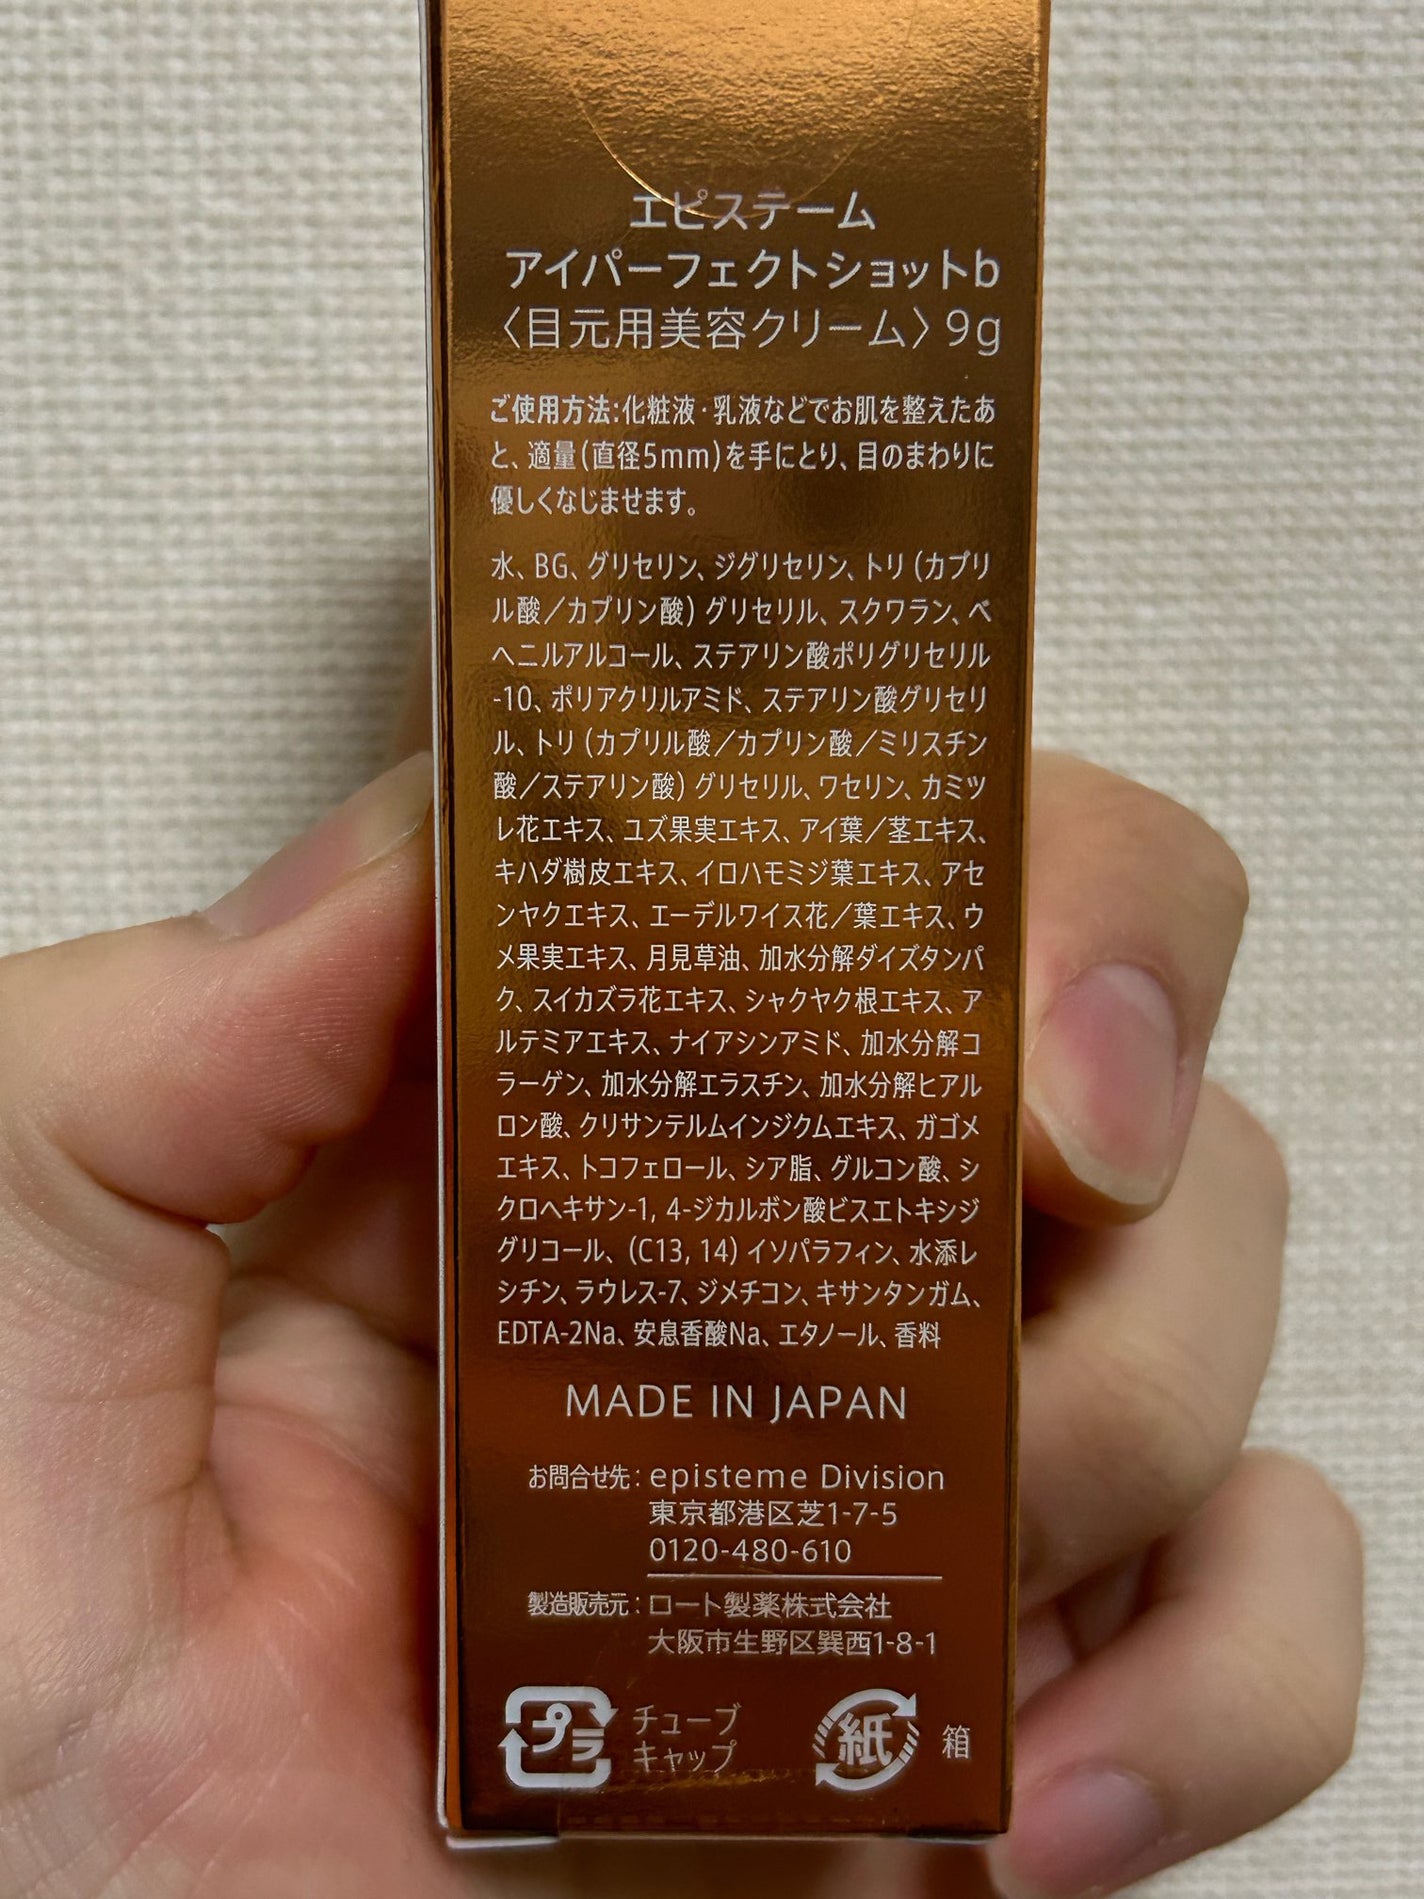 エピステーム
アイパーフェクトショットb
〈目元用美容クリーム〉9g
ご使用方法:化粧液・乳液などでお肌を整えたあ
と、適量(直径5mm)を手にとり、目のまわりに
優しくなじませます。
水、BG、グリセリン、ジグリセリン、トリ(カプリ
ル酸／カプリン酸)グリセリル、スクワラン、ベ
ヘニルアルコール、ステアリン酸ポリグリセリル
-10、ポリアクリルアミド、ステアリン酸グリセリ
ル、トリ(カプリル酸／カプリン酸／ミリスチン
酸／ステアリン酸)グリセリル、ワセリン、カミツ
レ花エキス、ユズ果実エキス、アイ葉／茎エキス、
キハダ樹皮エキス、イロハモミジ葉エキス、アセ
ンヤクエキス、エーデルワイス花／葉エキス、ウ
メ果実エキス、月見草油、加水分解ダイズタンパ
ク、スイカズラ花エキス、シャクヤク根エキス、ア
ルテミアエキス、ナイアシンアミド、加水分解コ
ラーゲン、加水分解エラスチン、加水分解ヒアル
ロン酸、クリサンテルムインジクムエキス、ガゴメ
エキス、トコフェロール、シア脂、グルコン酸、シ
クロヘキサン-1, 4-ジカルボン酸ビスエトキシジ
グリコール、(C13, 14)イソパラフィン、水添レ
シチン、ラウレス-7、ジメチコン、キサンタンガム、
EDTA-2Na、安息香酸Na、エタノール、香料
MADE IN JAPAN
お問合せ先:episteme Division
東京都港区芝1-7-5
0120-480-610
製造販売元:ロート製薬株式会社
大阪市生野区巽西1-8-1
プラ チューブ
キャップ
紙 箱